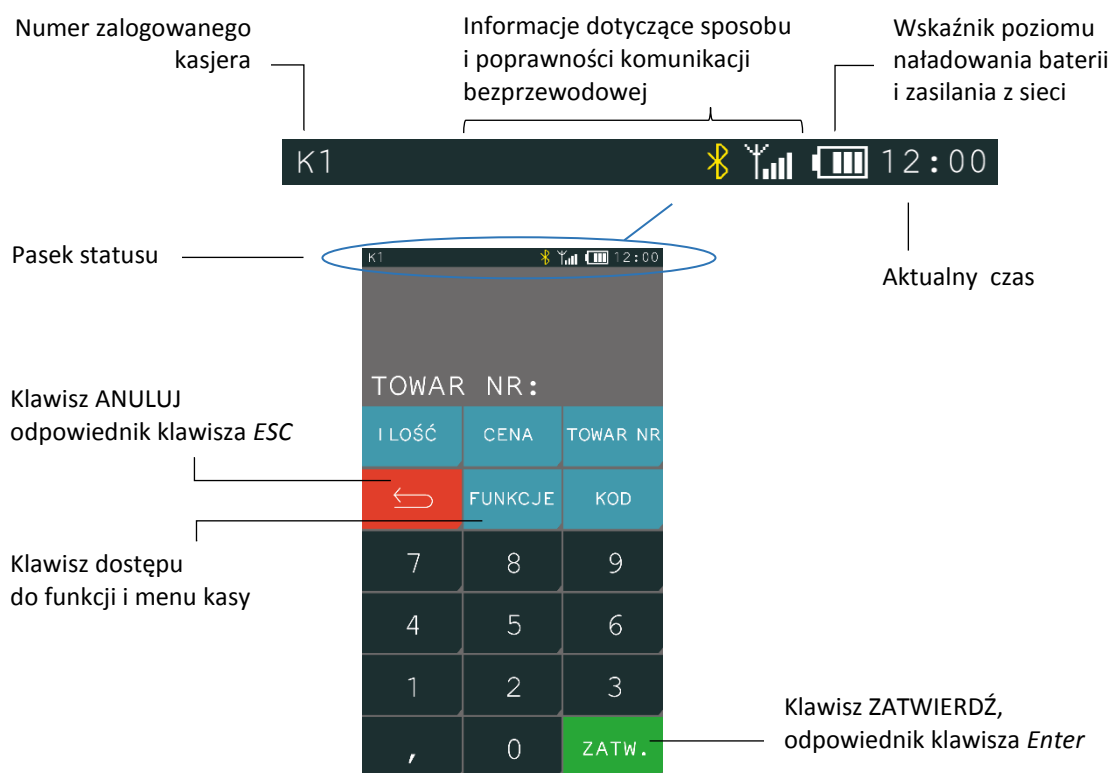 Numer zalogowanego
kasjera
Informacje dotyczące sposobu
i poprawności komunikacji
bezprzewodowej
Wskaźnik poziomu
naładowania baterii
i zasilania z sieci
K1
12:00
Pasek statusu
K1
12:00
Aktualny czas
TOWAR NR:
Klawisz ANULUJ
odpowiednik klawisza ESC
ILOŚĆ CENA TOWAR NR
FUNKCJE KOD
Klawisz dostępu
do funkcji i menu kasy
7 8 9
4 5 6
1 2 3
Klawisz ZATWIERDŹ,
odpowiednik klawisza Enter
, 0 ZATW.